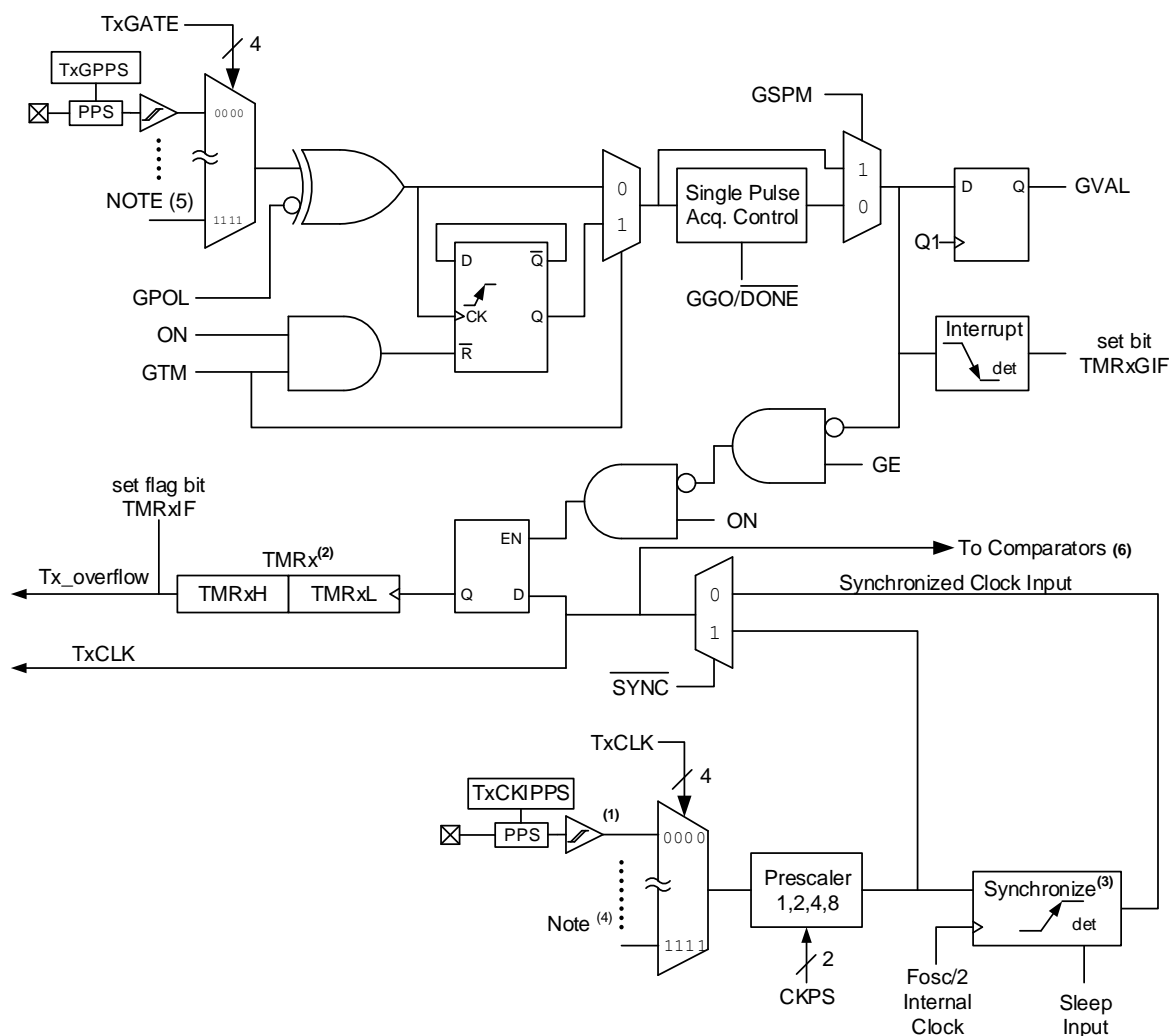 TxGATE
4
TxGPPS
PPS
0000
NOTE (5)
1111
GPOL
ON
GTM
D
Q
CK
Q
R
0
1
Single Pulse
Acq. Control
GGO/DONE
GSPM
1
0
D
Q
Q1
GVAL
Interrupt
det
set bit
TMRxGIF
GE
ON
set flag bit
TMRxIF
Tx_overflow
TMRx(2)
TMRxH
TMRxL
EN
Q
D
TxCLK
To Comparators (6)
Synchronized Clock Input
0
1
SYNC
TxCLK
4
TxCKIPPS
PPS
(1)
0000
Note (4)
1111
Prescaler
1,2,4,8
2
CKPS
Synchronize(3)
det
Fosc/2
Internal
Clock
Sleep
Input